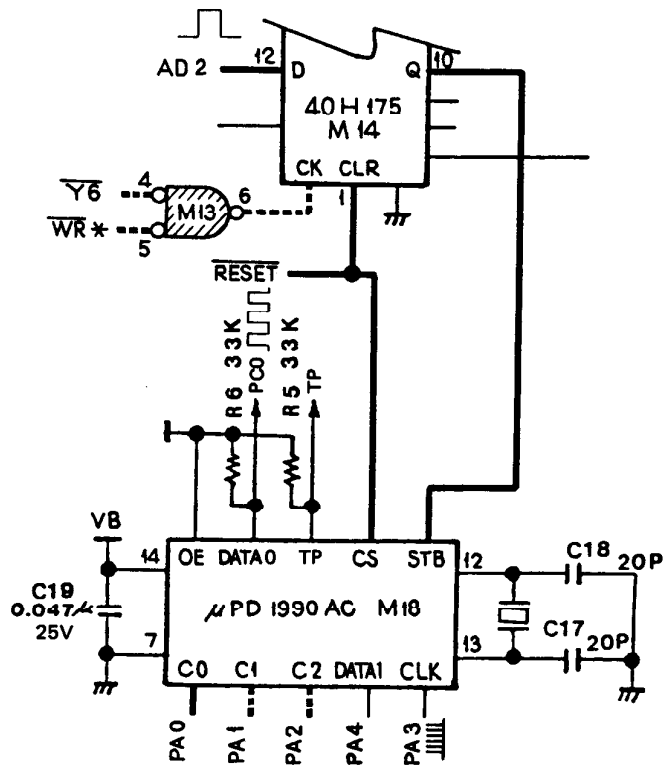 12
10
AD 2
D
Q
40H175
M14
CK CLR
Y6
4
M13
6
1
WR *
5
RESET
R6 33K
PC0
R5 33K
TP
VB
14
OE DATA0 TP CS STB
12
C18
20P
C19
0.047μ
25V
μPD 1990 AC M18
7
13
C17
20P
C0 C1 C2 DATA1 CLK
PA0
PA1
PA2
PA4
PA3